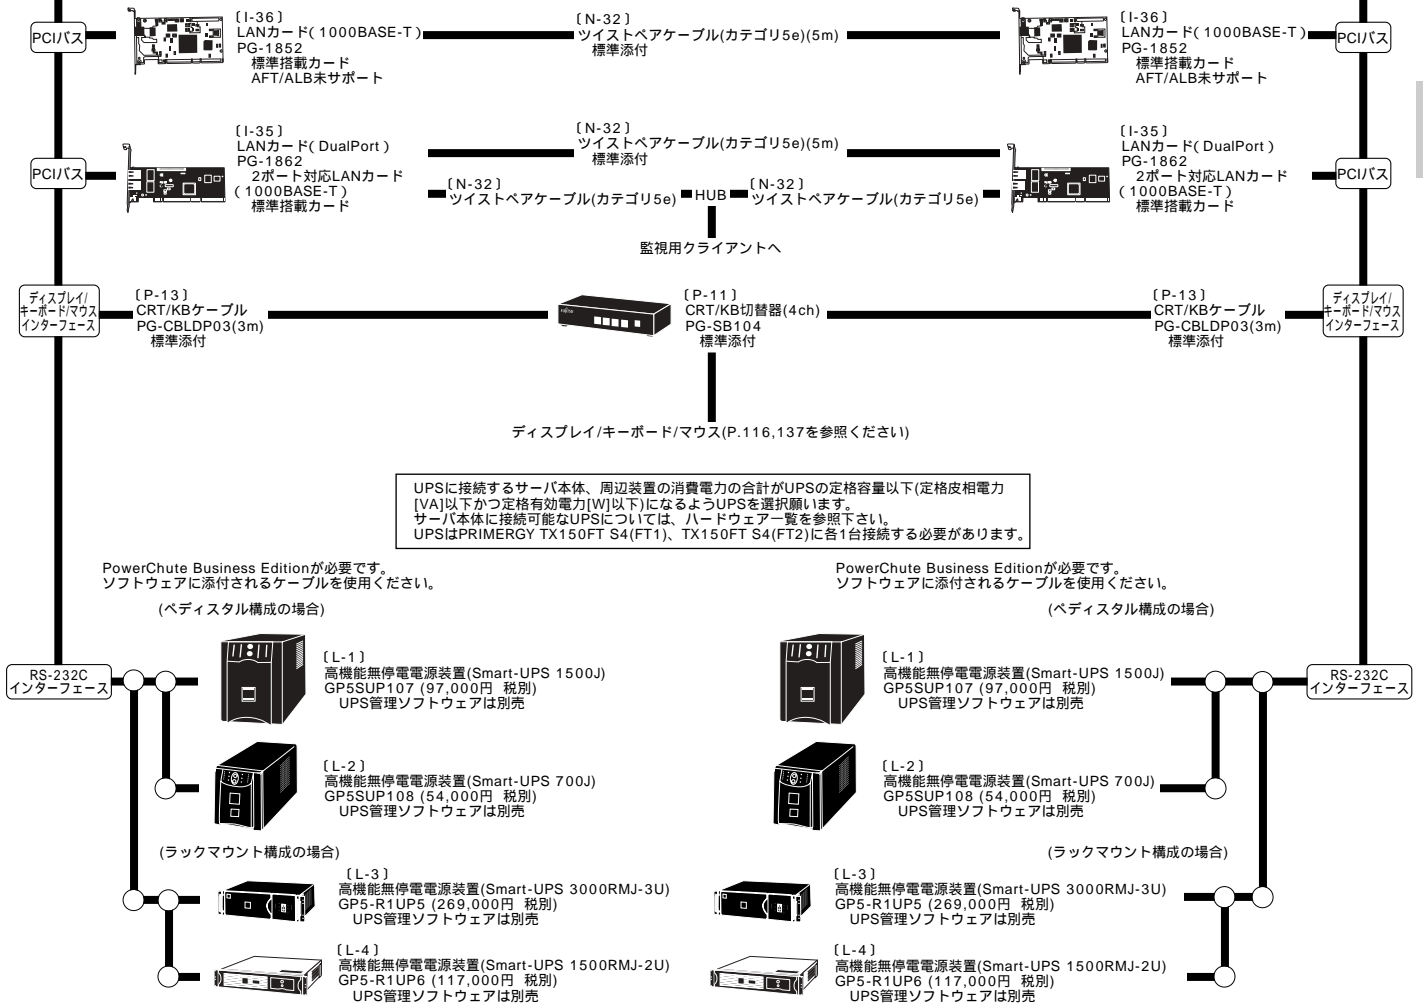 PCIバス
〔I-36〕
LANカード(1000BASE-T)
PG-1852
標準搭載カード
AFT/ALB未サポート
〔N-32〕
ツイストペアケーブル(カテゴリ5e)(5m)
標準添付
〔I-36〕
LANカード(1000BASE-T)
PG-1852
標準搭載カード
AFT/ALB未サポート
PCIバス
PCIバス
〔I-35〕
LANカード(DualPort)
PG-1862
2ポート対応LANカード
(1000BASE-T)
標準搭載カード
〔N-32〕
ツイストペアケーブル(カテゴリ5e)(5m)
標準添付
〔N-32〕
ツイストペアケーブル(カテゴリ5e)
HUB
〔N-32〕
ツイストペアケーブル(カテゴリ5e)
監視用クライアントへ
〔I-35〕
LANカード(DualPort)
PG-1862
2ポート対応LANカード
(1000BASE-T)
標準搭載カード
PCIバス
ディスプレイ/
キーボード/マウス
インターフェース
〔P-13〕
CRT/KBケーブル
PG-CBLDP03(3m)
標準添付
〔P-11〕
CRT/KB切替器(4ch)
PG-SB104
標準添付
〔P-13〕
CRT/KBケーブル
PG-CBLDP03(3m)
標準添付
ディスプレイ/
キーボード/マウス
インターフェース
ディスプレイ/キーボード/マウス(P.116,137を参照ください)
UPSに接続するサーバ本体、周辺装置の消費電力の合計がUPSの定格容量以下(定格皮相電力
[VA]以下かつ定格有効電力[W]以下)になるようUPSを選択願います。
サーバ本体に接続可能なUPSについては、ハードウェア一覧を参照下さい。
UPSはPRIMERGY TX150FT S4(FT1)、TX150FT S4(FT2)に各1台接続する必要があります。
PowerChute Business Editionが必要です。
ソフトウェアに添付されるケーブルを使用ください。
(ペディスタル構成の場合)
RS-232C
インターフェース
〔L-1〕
高機能無停電電源装置(Smart-UPS 1500J)
GP5SUP107 (97,000円 税別)
UPS管理ソフトウェアは別売
〔L-2〕
高機能無停電電源装置(Smart-UPS 700J)
GP5SUP108 (54,000円 税別)
UPS管理ソフトウェアは別売
(ラックマウント構成の場合)
〔L-3〕
高機能無停電電源装置(Smart-UPS 3000RMJ-3U)
GP5-R1UP5 (269,000円 税別)
UPS管理ソフトウェアは別売
〔L-4〕
高機能無停電電源装置(Smart-UPS 1500RMJ-2U)
GP5-R1UP6 (117,000円 税別)
UPS管理ソフトウェアは別売
PowerChute Business Editionが必要です。
ソフトウェアに添付されるケーブルを使用ください。
(ペディスタル構成の場合)
〔L-1〕
高機能無停電電源装置(Smart-UPS 1500J)
GP5SUP107 (97,000円 税別)
UPS管理ソフトウェアは別売
RS-232C
インターフェース
〔L-2〕
高機能無停電電源装置(Smart-UPS 700J)
GP5SUP108 (54,000円 税別)
UPS管理ソフトウェアは別売
(ラックマウント構成の場合)
〔L-3〕
高機能無停電電源装置(Smart-UPS 3000RMJ-3U)
GP5-R1UP5 (269,000円 税別)
UPS管理ソフトウェアは別売
〔L-4〕
高機能無停電電源装置(Smart-UPS 1500RMJ-2U)
GP5-R1UP6 (117,000円 税別)
UPS管理ソフトウェアは別売